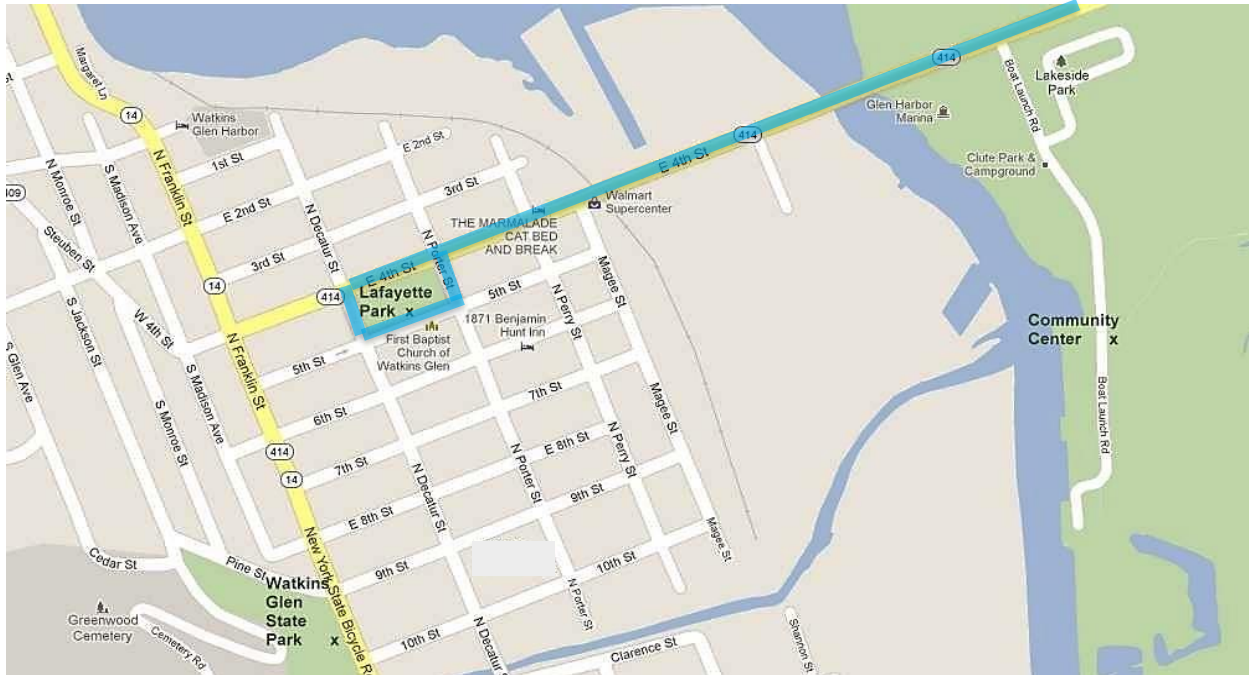 Margaret Ln
14
Watkins
Glen Harbor
N Franklin St
1st St
E 2nd St
E 2nd St
3rd St
3rd St
N Monroe St
S Madison Ave
409
Steuben St
N Decatur St
N Porter St
THE MARMALADE
CAT BED
AND BREAK
Walmart
Supercenter
E 4th St
414
414
Glen Harbor
Marina
Boat Launch Rd
Lakeside
Park
Clute Park &
Campground
14
414
E 4th St
Lafayette
Park x
S Jackson St
W 4th St
S Glen Ave
S Madison Ave
N Franklin St
5th St
5th St
First Baptist
Church of
Watkins Glen
1871 Benjamin
Hunt Inn
N Perry St
Magee St
Community
Center x
S Monroe St
6th St
7th St
7th St
Magee St
Boat Launch Rd
414
14
E 8th St
E 8th St
N Decatur St
N Porter St
N Perry St
9th St
9th St
Magee St
New York State Bicycle R
Cedar St
Pine St
10th St
10th St
Watkins
Glen
State
Park x
Greenwood
Cemetery
Cemetery Rd
N Decatur S
N Porter St
Clarence St
Shannon St